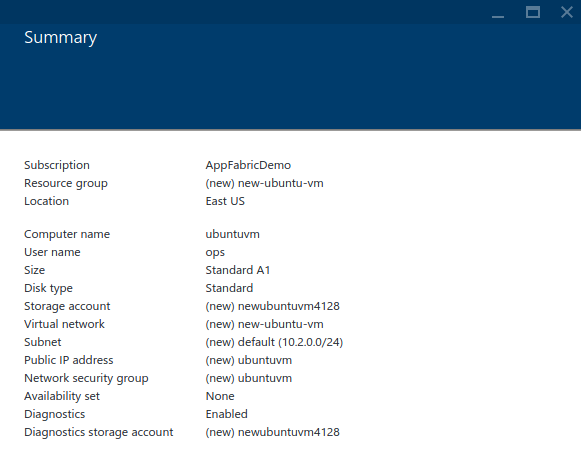 Summary
Subscription AppFabricDemo
Resource group (new) new-ubuntu-vm
Location East US
Computer name ubuntuvm
User name ops
Size Standard A1
Disk type Standard
Storage account (new) newubuntuvm4128
Virtual network (new) new-ubuntu-vm
Subnet (new) default (10.2.0.0/24)
Public IP address (new) ubuntuvm
Network security group (new) ubuntuvm
Availability set None
Diagnostics Enabled
Diagnostics storage account (new) newubuntuvm4128